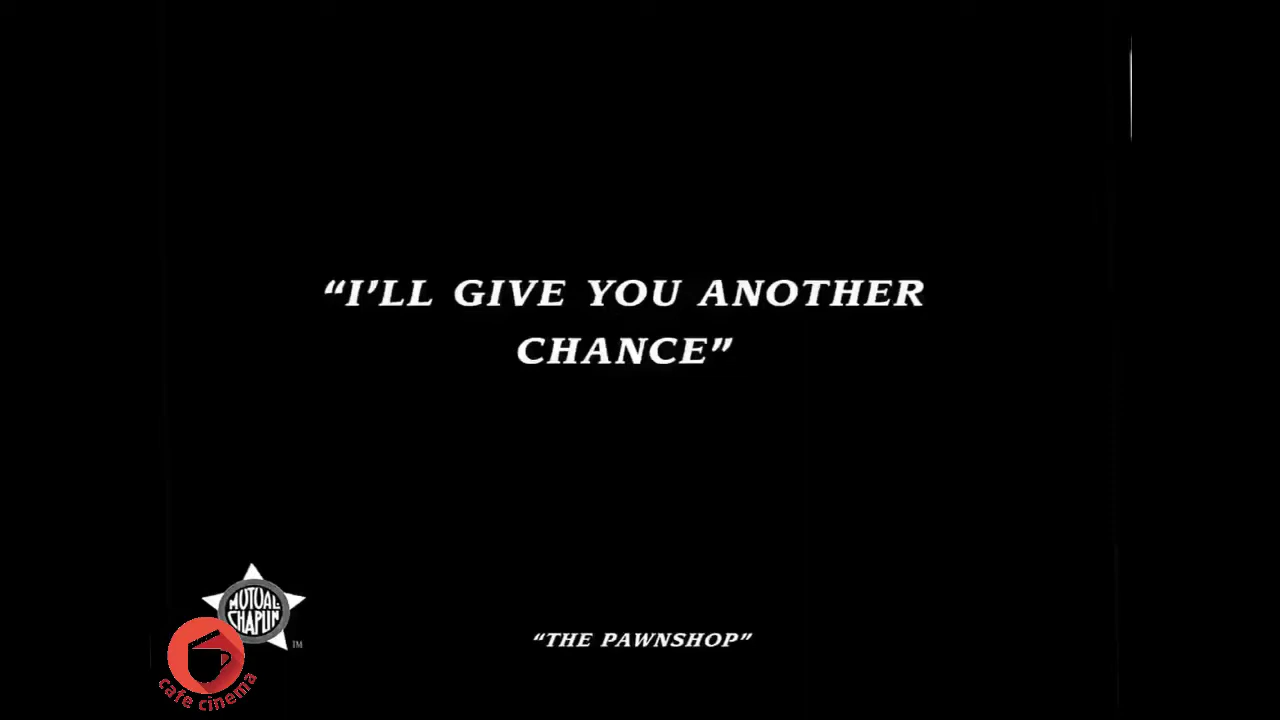 “I’LL GIVE YOU ANOTHER
CHANCE”
MUTUAL
CHAPLIN
TM
“THE PAWNSHOP”
cafe cinema